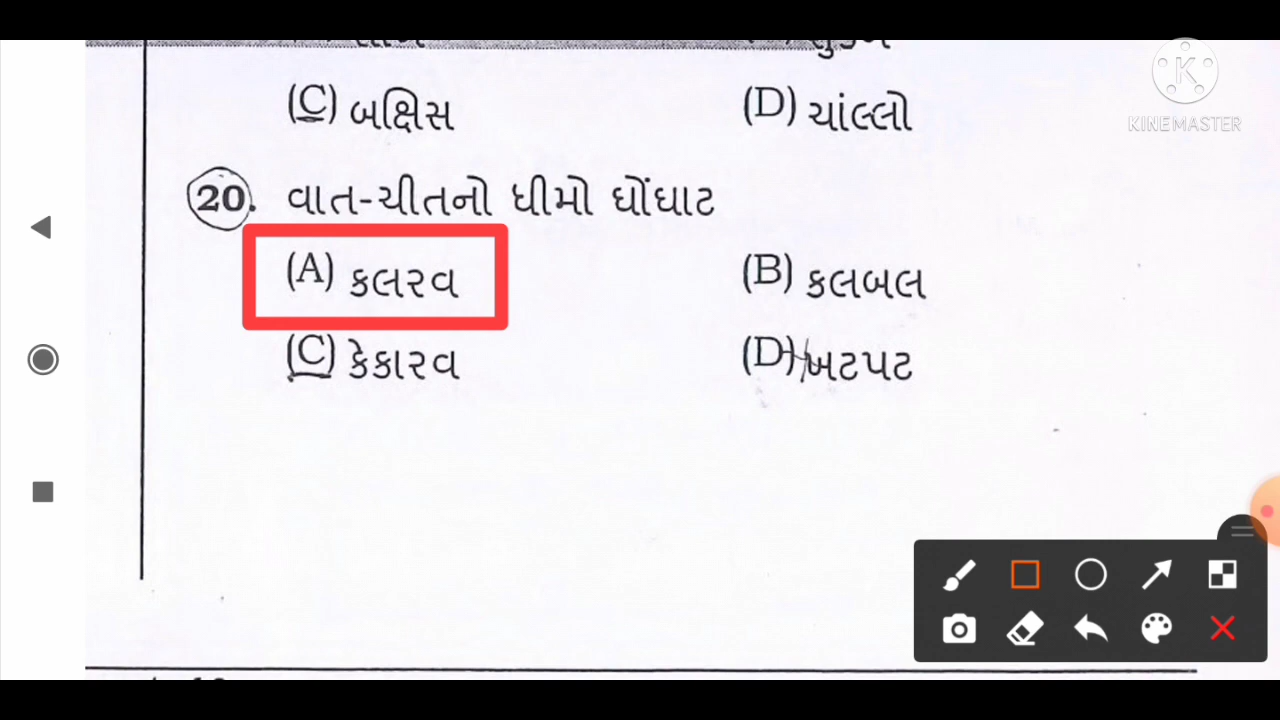 (C) બક્ષિસ (D) ચાંલ્લો
KINEMASTER
20. વાત-ચીતનો ધીમો ઘોંઘાટ
(A) કલરવ (B) કલબલ
(C) કેકારવ (D) ખટપટ